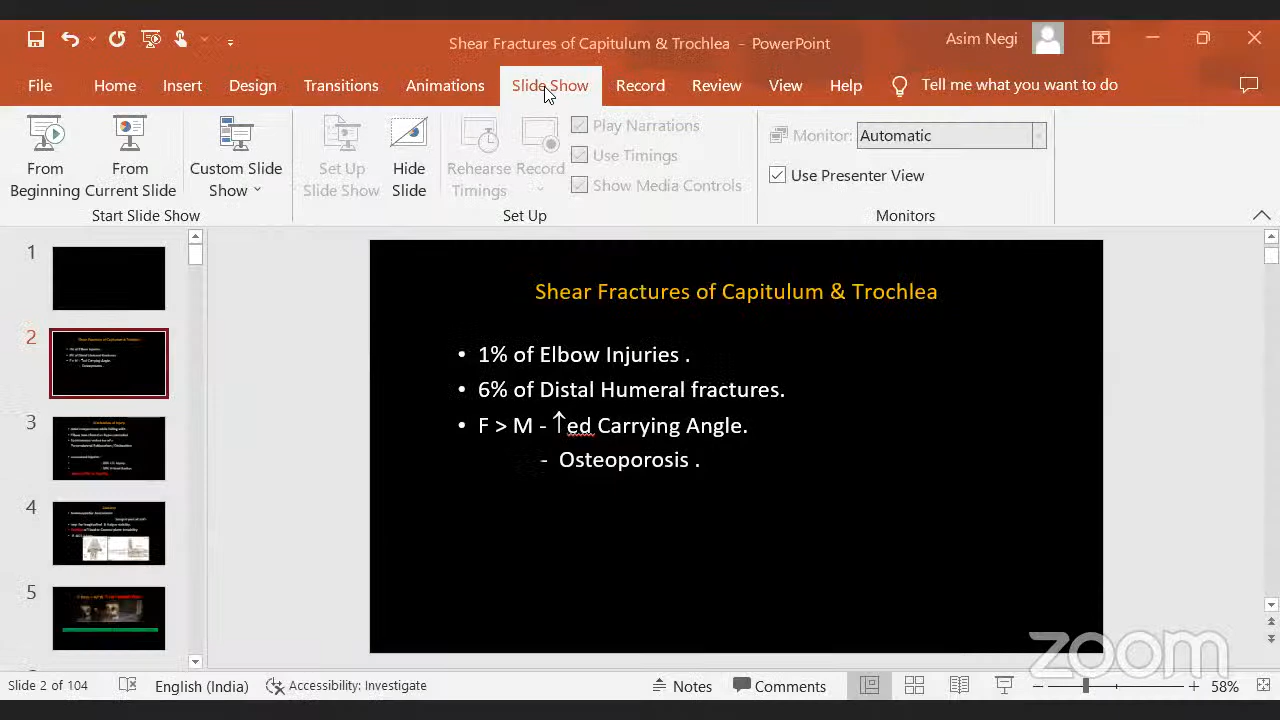 Shear Fractures of Capitulum & Trochlea - PowerPoint
Asim Negi
File Home Insert Design Transitions Animations Slide Show Record Review View Help Tell me what you want to do
From Beginning
From Current Slide
Custom Slide Show
Set Up Slide Show
Hide Slide
Rehearse Timings
Record
Play Narrations
Use Timings
Show Media Controls
Monitor: Automatic
Use Presenter View
Start Slide Show
Set Up
Monitors
1
2
3
4
5
Shear Fractures of Capitulum & Trochlea
• 1% of Elbow Injuries .
• 6% of Distal Humeral fractures.
• F > M - ↑ed Carrying Angle.
- Osteoporosis .
zoom
Slide 2 of 104 English (India) Accessibility: Investigate Notes Comments 58%